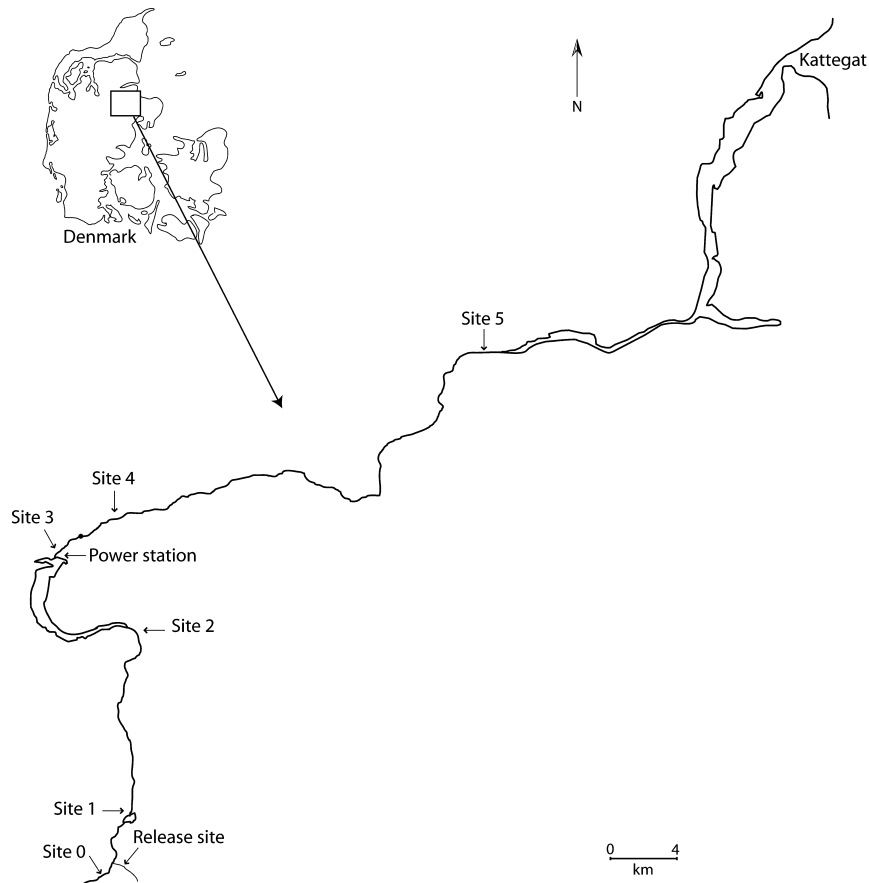 Kattegat
N
Denmark
Site 5
Site 4
Site 3
Power station
Site 2
Site 1
Release site
Site 0
0 4
km